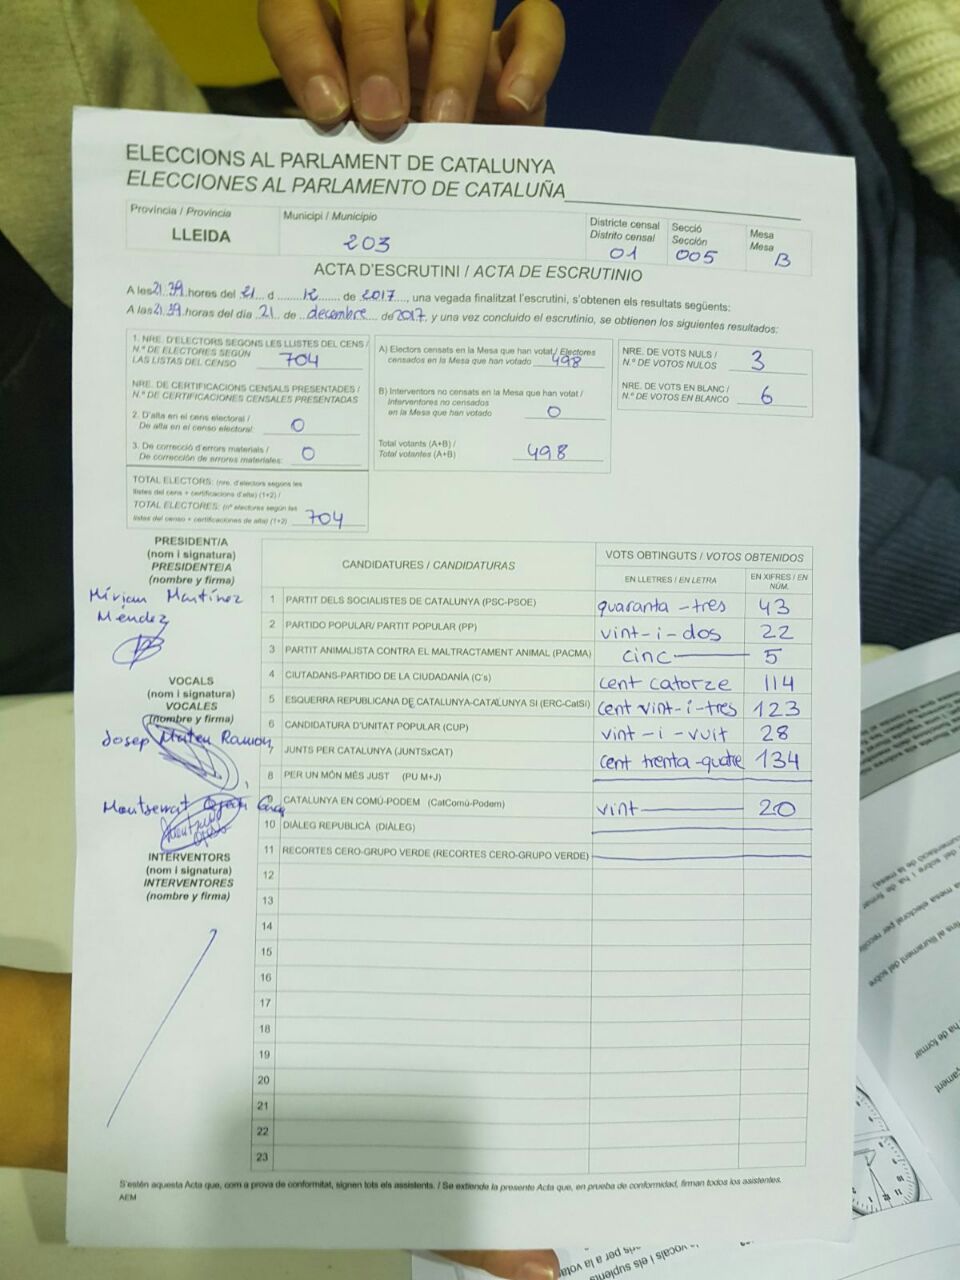 ELECCIONS AL PARLAMENT DE CATALUNYA
ELECCIONES AL PARLAMENTO DE CATALUÑA
Província / Provincia
LLEIDA
Municipi / Municipio
203
Districte censal
Distrito censal
01
Secció
Sección
005
Mesa
Mesa
B
ACTA D'ESCRUTINI / ACTA DE ESCRUTINIO
A les 21.39 hores del 21 d 12 de 2017, una vegada finalitzat l'escrutini, s'obtenen els resultats següents:
A las 21.39 horas del día 21 de decembre de 2017, y una vez concluido el escrutinio, se obtienen los siguientes resultados:
1. NRE. D'ELECTORS SEGONS LES LLISTES DEL CENS /
N.º DE ELECTORES SEGÚN
LAS LISTAS DEL CENSO 704
NRE. DE CERTIFICACIONS CENSALS PRESENTADES /
N.º DE CERTIFICACIONES CENSALES PRESENTADAS
2. D'alta en el cens electoral /
De alta en el censo electoral: 0
3. De correcció d'errors materials /
De corrección de errores materiales: 0
TOTAL ELECTORS: (nre. d'electors segons les
llistes del cens + certificacions d'alta) (1+2) /
TOTAL ELECTORES: (nº electores según las
listas del censo + certificaciones de alta) (1+2) 704
A) Electors censats en la Mesa que han votat / Electores
censados en la Mesa que han votado 498
B) Interventors no censats en la Mesa que han votat /
Interventores no censados
en la Mesa que han votado 0
Total votants (A+B) /
Total votantes (A+B) 498
NRE. DE VOTS NULS /
N.º DE VOTOS NULOS 3
NRE. DE VOTS EN BLANC /
N.º DE VOTOS EN BLANCO 6
PRESIDENT/A
(nom i signatura)
PRESIDENTE/A
(nombre y firma)
Míriam Martínez
Méndez
VOCALS
(nom i signatura)
VOCALES
(nombre y firma)
Josep Mateu Ramon
Montserrat
INTERVENTORS
(nom i signatura)
INTERVENTORES
(nombre y firma)
CANDIDATURES / CANDIDATURAS
VOTS OBTINGUTS / VOTOS OBTENIDOS
EN LLETRES / EN LETRA
EN XIFRES / EN NÚM.
1 PARTIT DELS SOCIALISTES DE CATALUNYA (PSC-PSOE) quaranta-tres 43
2 PARTIDO POPULAR/ PARTIT POPULAR (PP) vint-i-dos 22
3 PARTIT ANIMALISTA CONTRA EL MALTRACTAMENT ANIMAL (PACMA) cinc 5
4 CIUTADANS-PARTIDO DE LA CIUDADANÍA (C's) cent catorze 114
5 ESQUERRA REPUBLICANA DE CATALUNYA-CATALUNYA SI (ERC-CatSí) cent vint-i-tres 123
6 CANDIDATURA D'UNITAT POPULAR (CUP) vint-i-vuit 28
7 JUNTS PER CATALUNYA (JUNTSxCAT) cent trenta-quatre 134
8 PER UN MÓN MÉS JUST (PU M+J)
9 CATALUNYA EN COMÚ-PODEM (CatComú-Podem) vint 20
10 DIÀLEG REPUBLICÀ (DIÀLEG)
11 RECORTES CERO-GRUPO VERDE (RECORTES CERO-GRUPO VERDE)
12
13
14
15
16
17
18
19
20
21
22
23
S'estén aquesta Acta que, com a prova de conformitat, signen tots els assistents. / Se extiende la presente Acta que, en prueba de conformidad, firman todos los asistentes.
AEM
vocals i els suplents